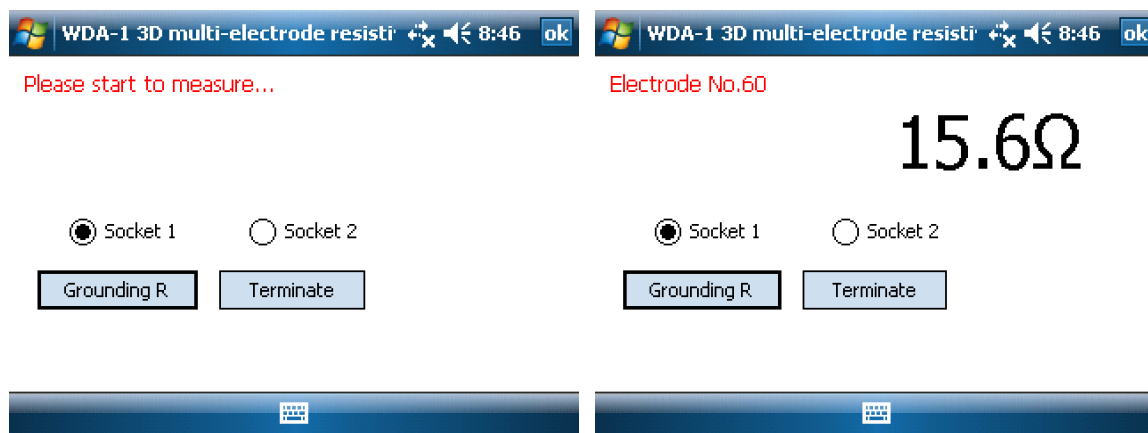 WDA-1 3D multi-electrode resisti 8:46 ok
Please start to measure...
Socket 1 Socket 2
Grounding R Terminate
WDA-1 3D multi-electrode resisti 8:46 ok
Electrode No.60
15.6Ω
Socket 1 Socket 2
Grounding R Terminate